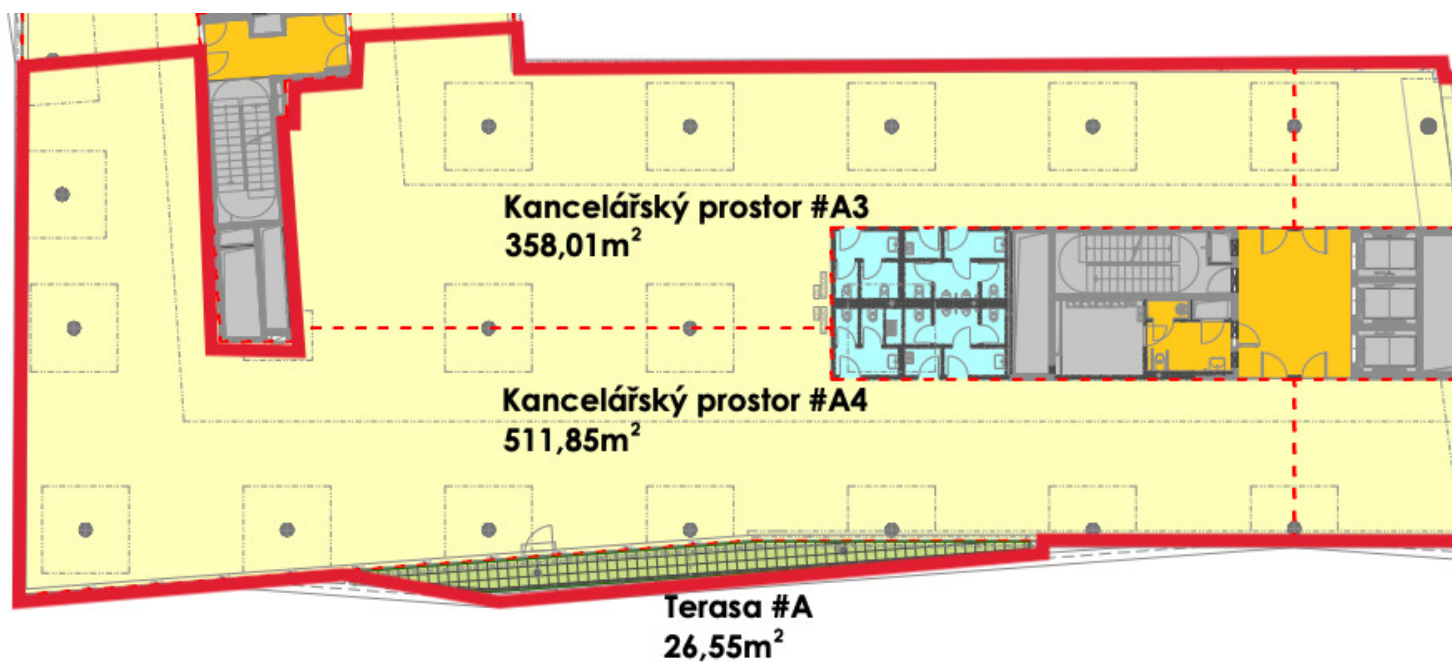 Kancelářský prostor #A3
358,01m²
Kancelářský prostor #A4
511,85m²
Terasa #A
26,55m²